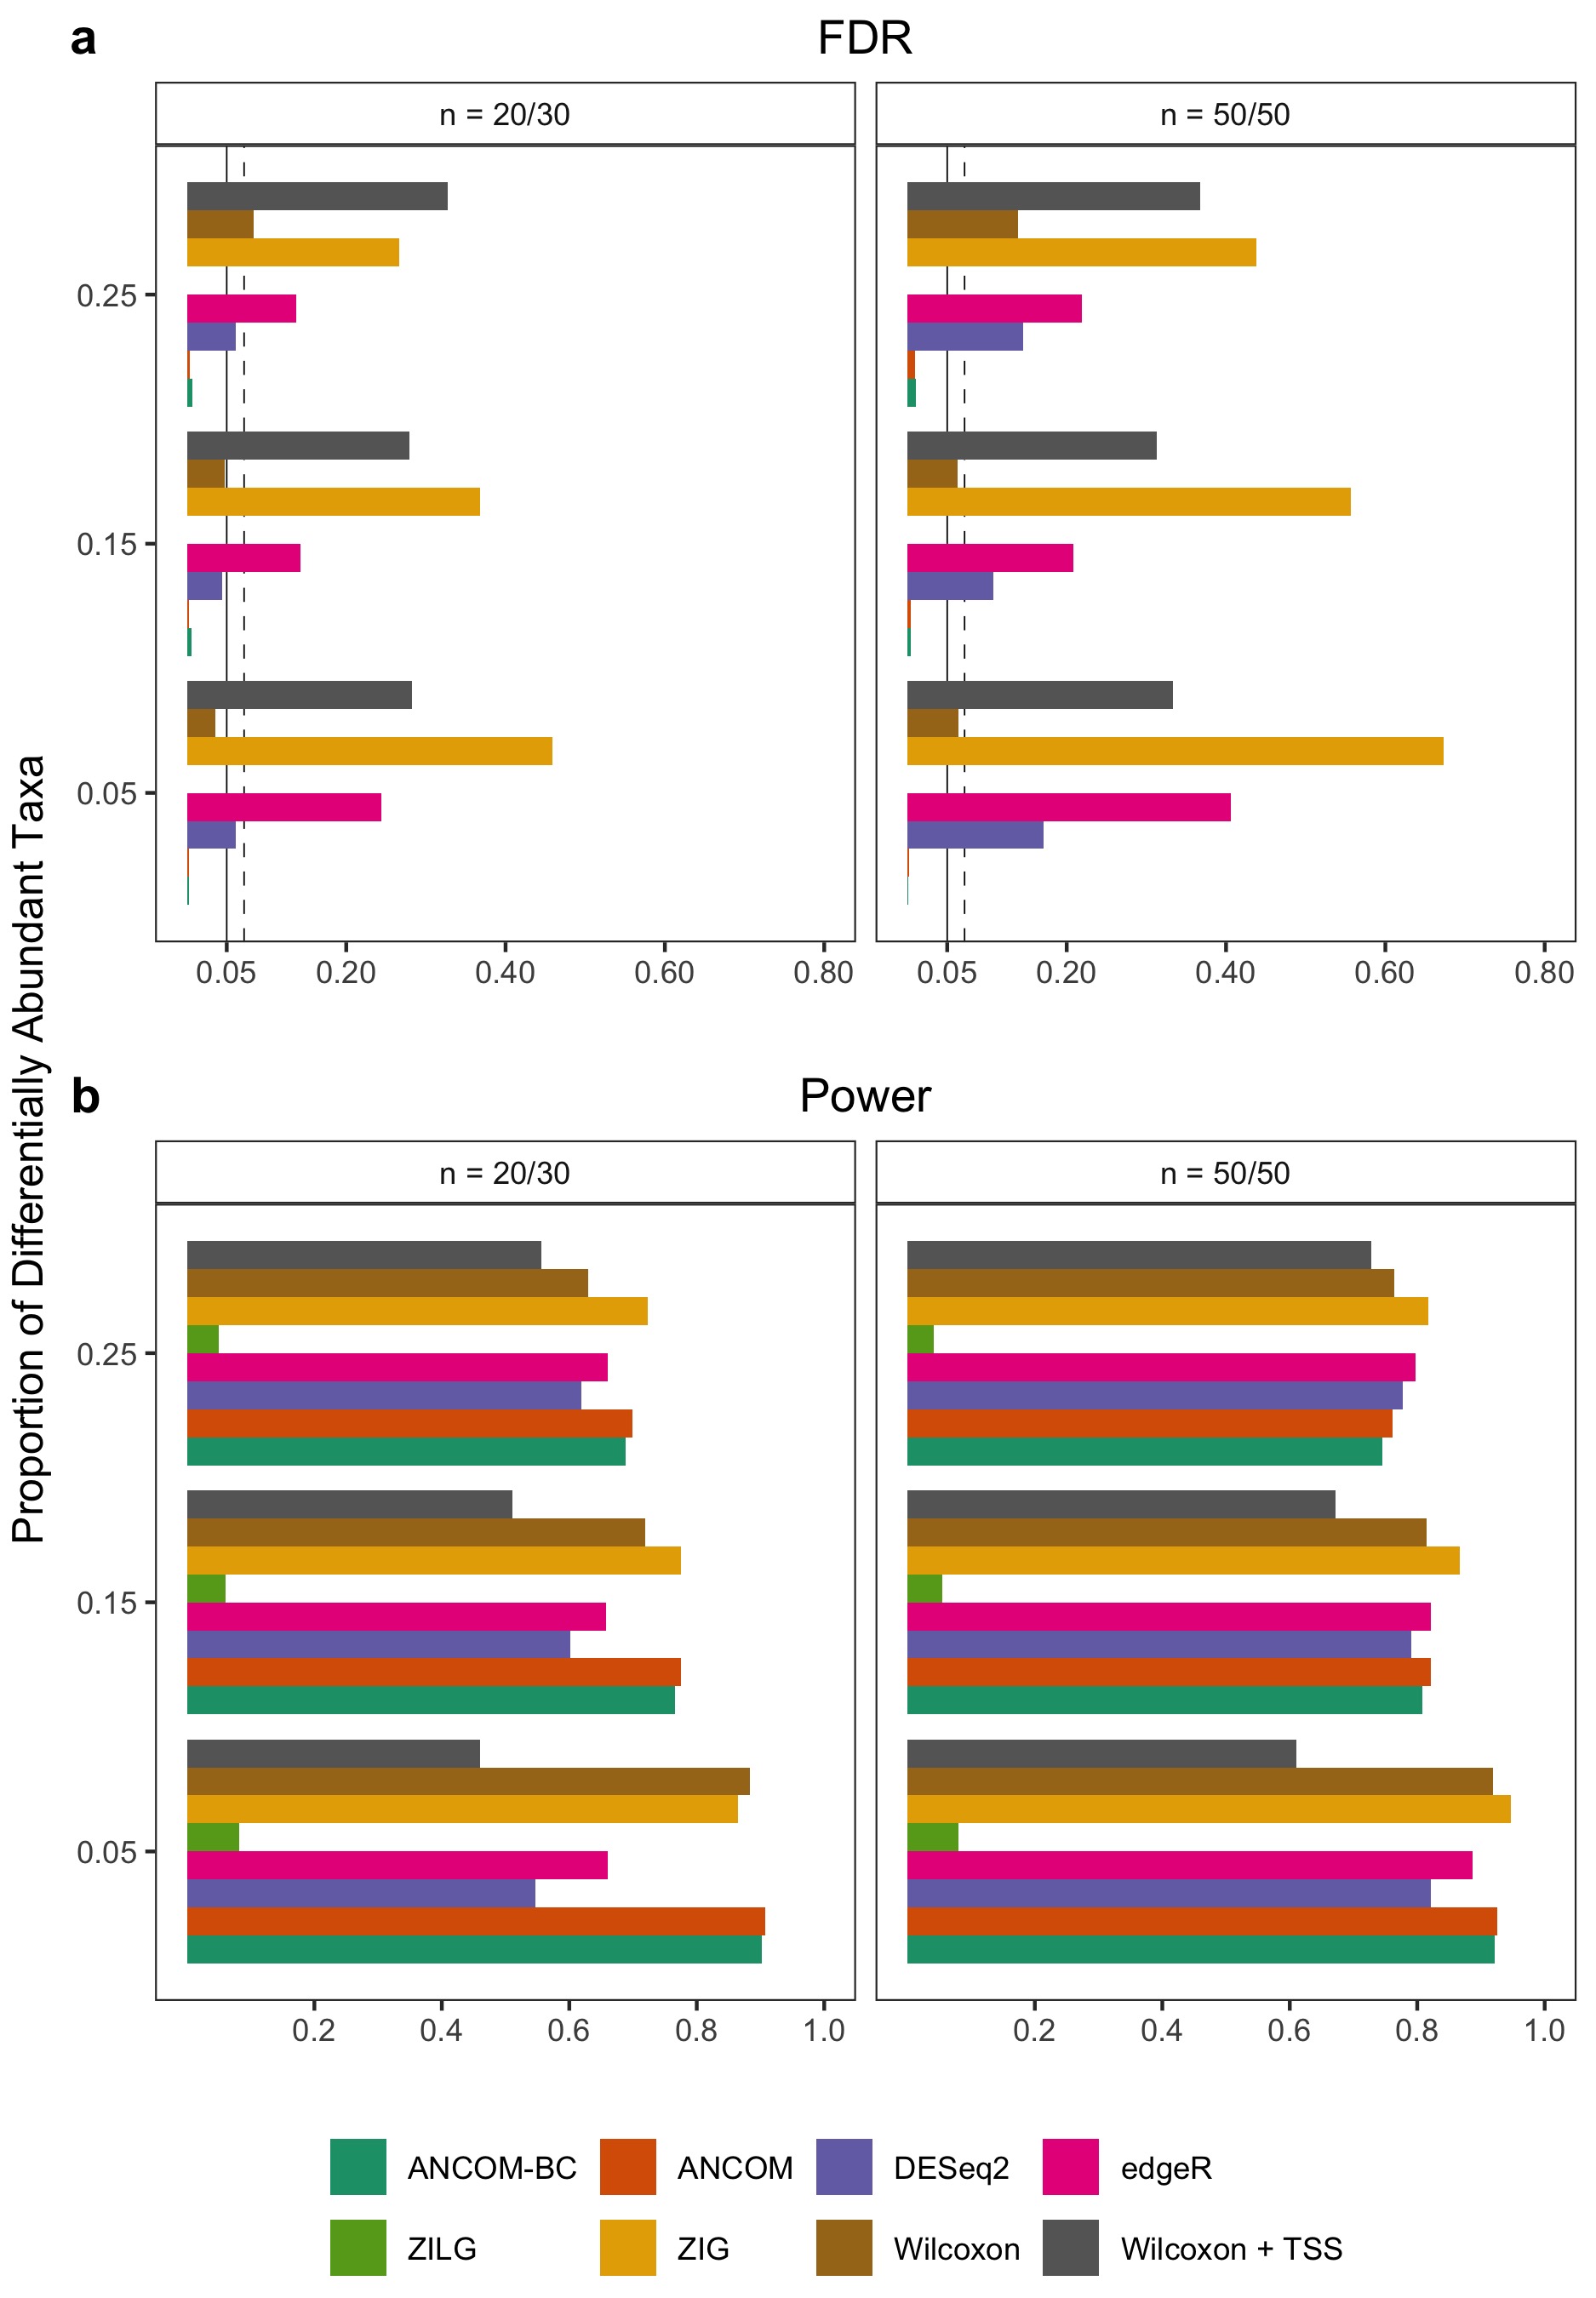 a
FDR
n = 20/30
n = 50/50
0.25
0.15
0.05
0.05 0.20 0.40 0.60 0.80
0.05 0.20 0.40 0.60 0.80
Proportion of Differentially Abundant Taxa
b
Power
n = 20/30
n = 50/50
0.25
0.15
0.05
0.2 0.4 0.6 0.8 1.0
0.2 0.4 0.6 0.8 1.0
ANCOM-BC ANCOM DESeq2 edgeR
ZILG ZIG Wilcoxon Wilcoxon + TSS